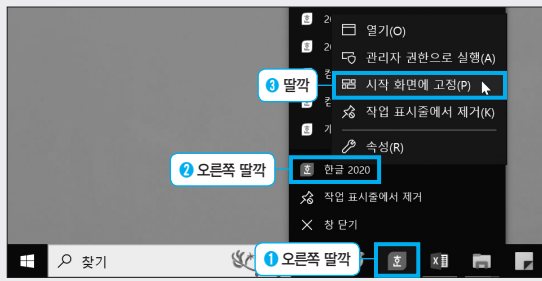 열기(O)
관리자 권한으로 실행(A)
❸ 딸깍
시작 화면에 고정(P)
작업 표시줄에서 제거(K)
속성(R)
❷ 오른쪽 딸깍
한글 2020
작업 표시줄에서 제거
창 닫기
찾기
❶ 오른쪽 딸깍